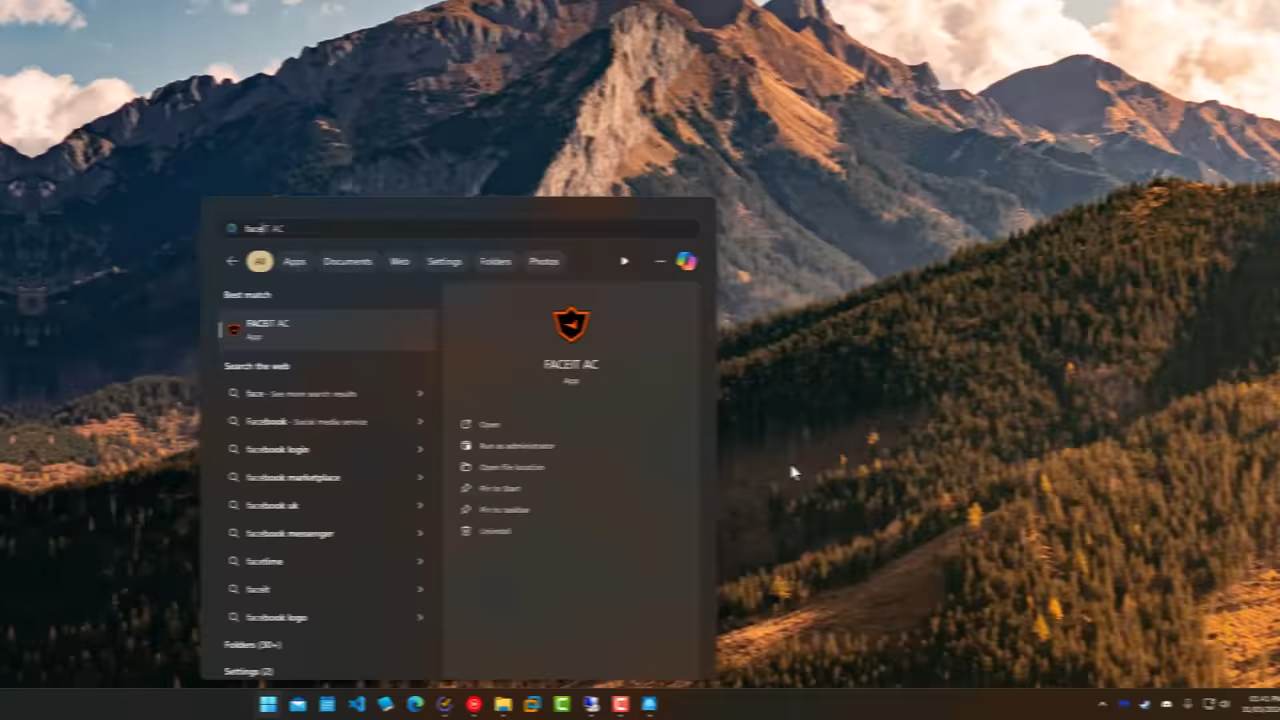 faceit AC
All Apps Documents Web Settings Folders Photos
Best match
FACEIT AC
App
FACEIT AC
App
Search the web
face - See more search results
Facebook - Social media service
facebook login
facebook marketplace
facebook uk
facebook messenger
facetime
faceit
facebook logo
Folders (30+)
Settings (2)
Open
Run as administrator
Open file location
Pin to Start
Pin to taskbar
Uninstall